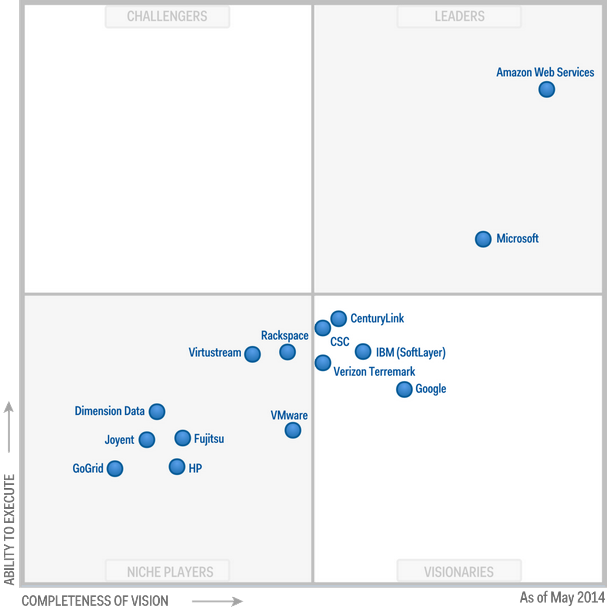 CHALLENGERS
LEADERS
Amazon Web Services
Microsoft
CenturyLink
CSC
Rackspace
Virtustream
IBM (SoftLayer)
Verizon Terremark
Google
Dimension Data
VMware
Joyent
Fujitsu
GoGrid
HP
NICHE PLAYERS
VISIONARIES
ABILITY TO EXECUTE
COMPLETENESS OF VISION
As of May 2014